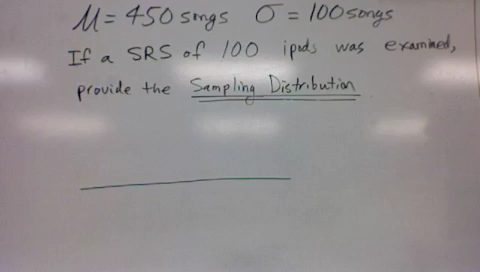 μ = 450 songs σ = 100 songs
If a SRS of 100 ipods was examined,
provide the Sampling Distribution